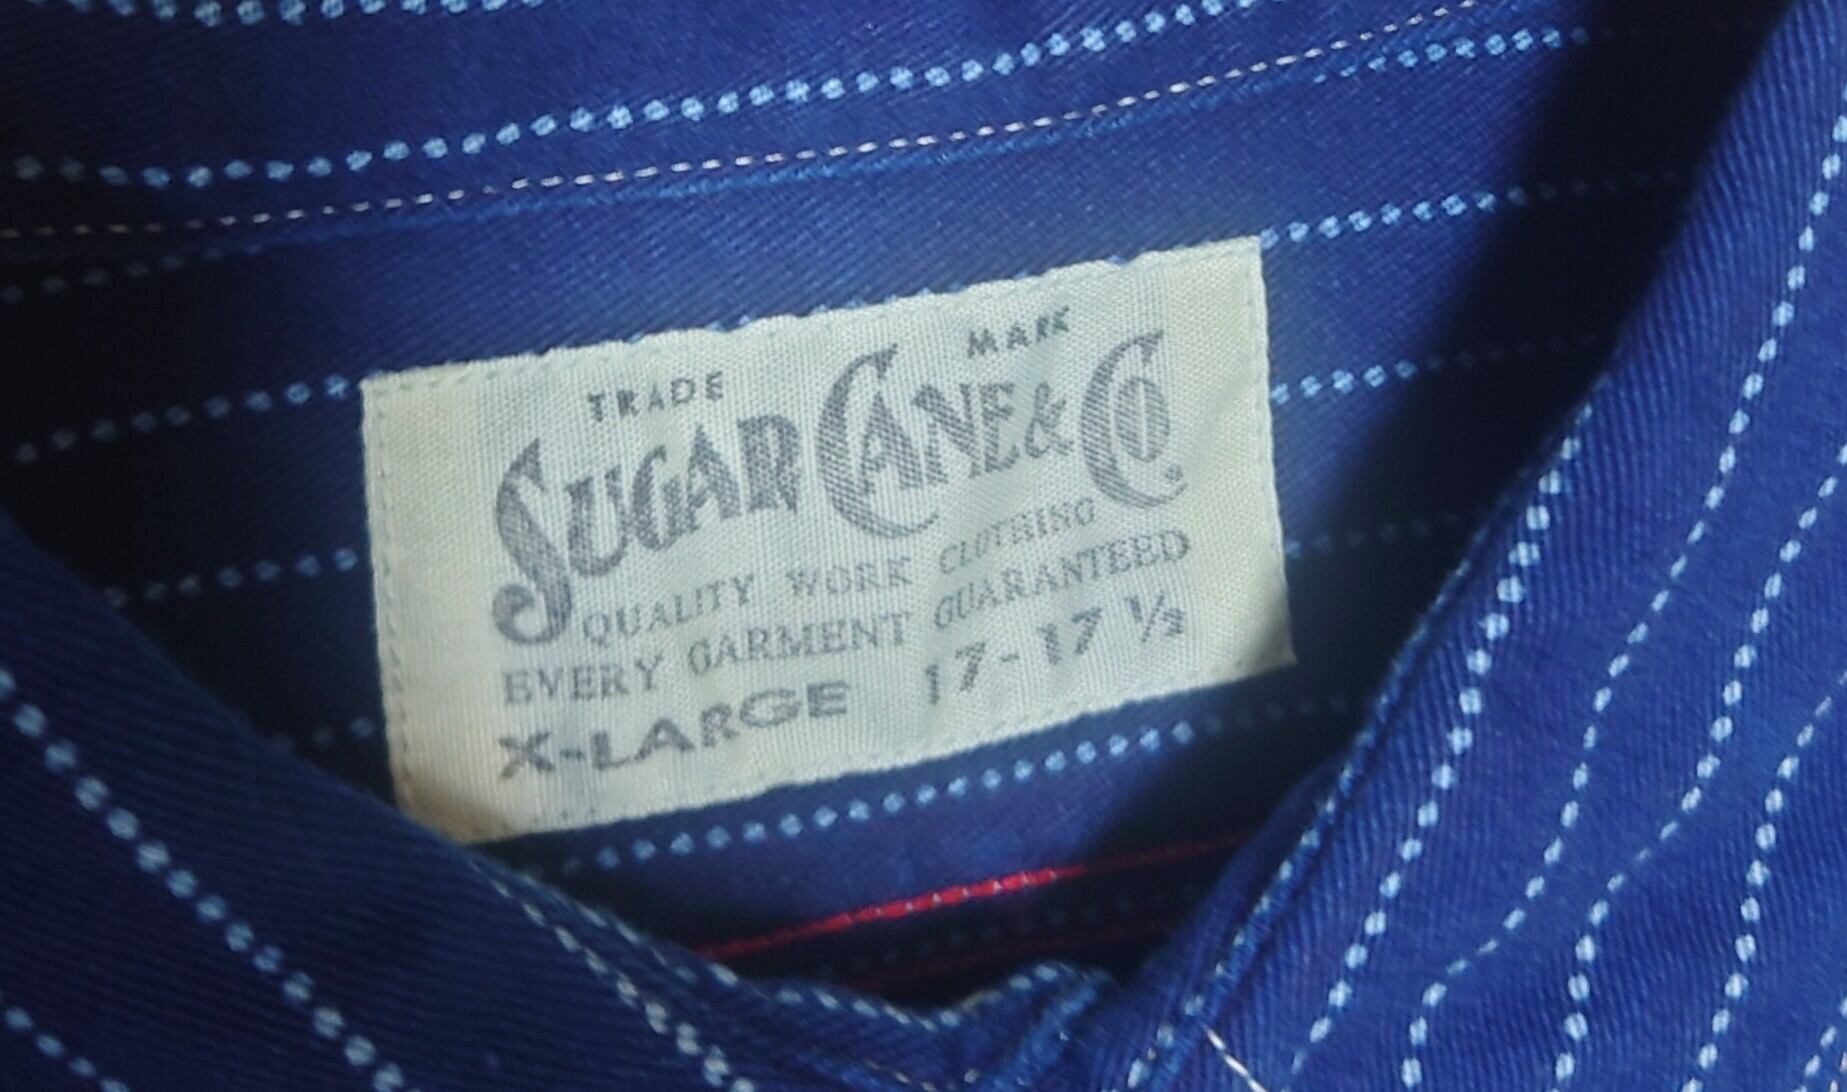 TRADE MARK
SUGAR CANE & CO.
QUALITY WORK CLOTHING
EVERY GARMENT GUARANTEED
X-LARGE 17-17 ½